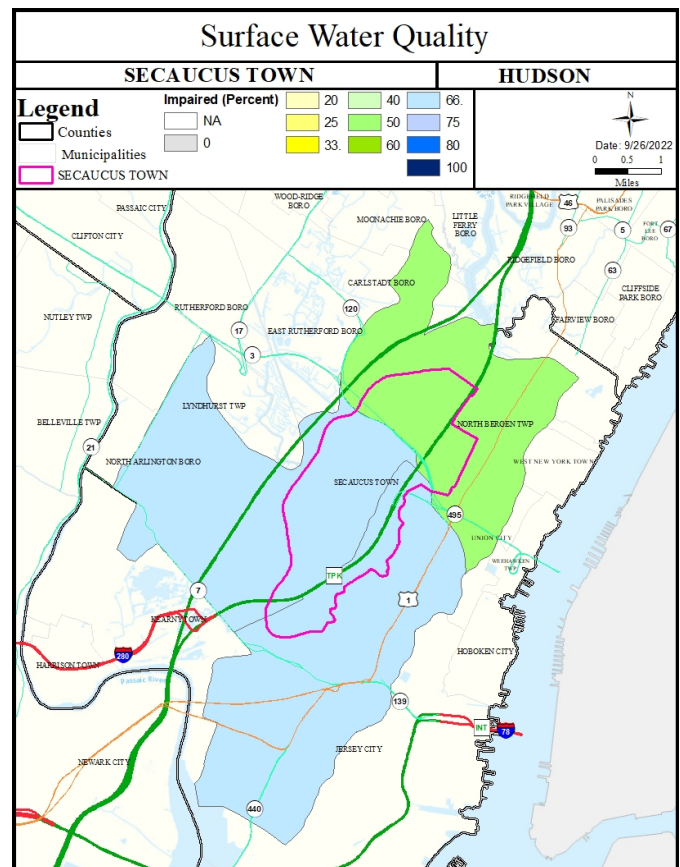 Surface Water Quality
SECAUCUS TOWN
HUDSON
Legend
Counties
Municipalities
SECAUCUS TOWN
Impaired (Percent)
NA
0
20
25
33.
40
50
60
66.
75
80
100
N
Date: 9/26/2022
0 0.5 1
Miles
PASSAIC CITY
WOOD-RIDGE
BORO
MOONACHIE BORO
LITTLE
FERRY
BORO
RIDGEFIELD
PARK VILLAGE
46
PALISADES
PARK BORO
93
5
FORT
LEE
BORO
67
CLIFTON CITY
RIDGEFIELD BORO
63
CLIFFSIDE
PARK BORO
CARLSTADT BORO
NUTLEY TWP
RUTHERFORD BORO
120
17
EAST RUTHERFORD BORO
3
FAIRVIEW BORO
LYNDHURST TWP
BELLEVILLE TWP
21
NORTH BERGEN TWP
NORTH ARLINGTON BORO
WEST NEW YORK TOWN
SECAUCUS TOWN
495
UNION CITY
WEEHAWKEN
TWP
TPK
7
1
KEARNY TOWN
280
HARRISON TOWN
HOBOKEN CITY
Passaic River
139
INT
78
JERSEY CITY
NEWARK CITY
440